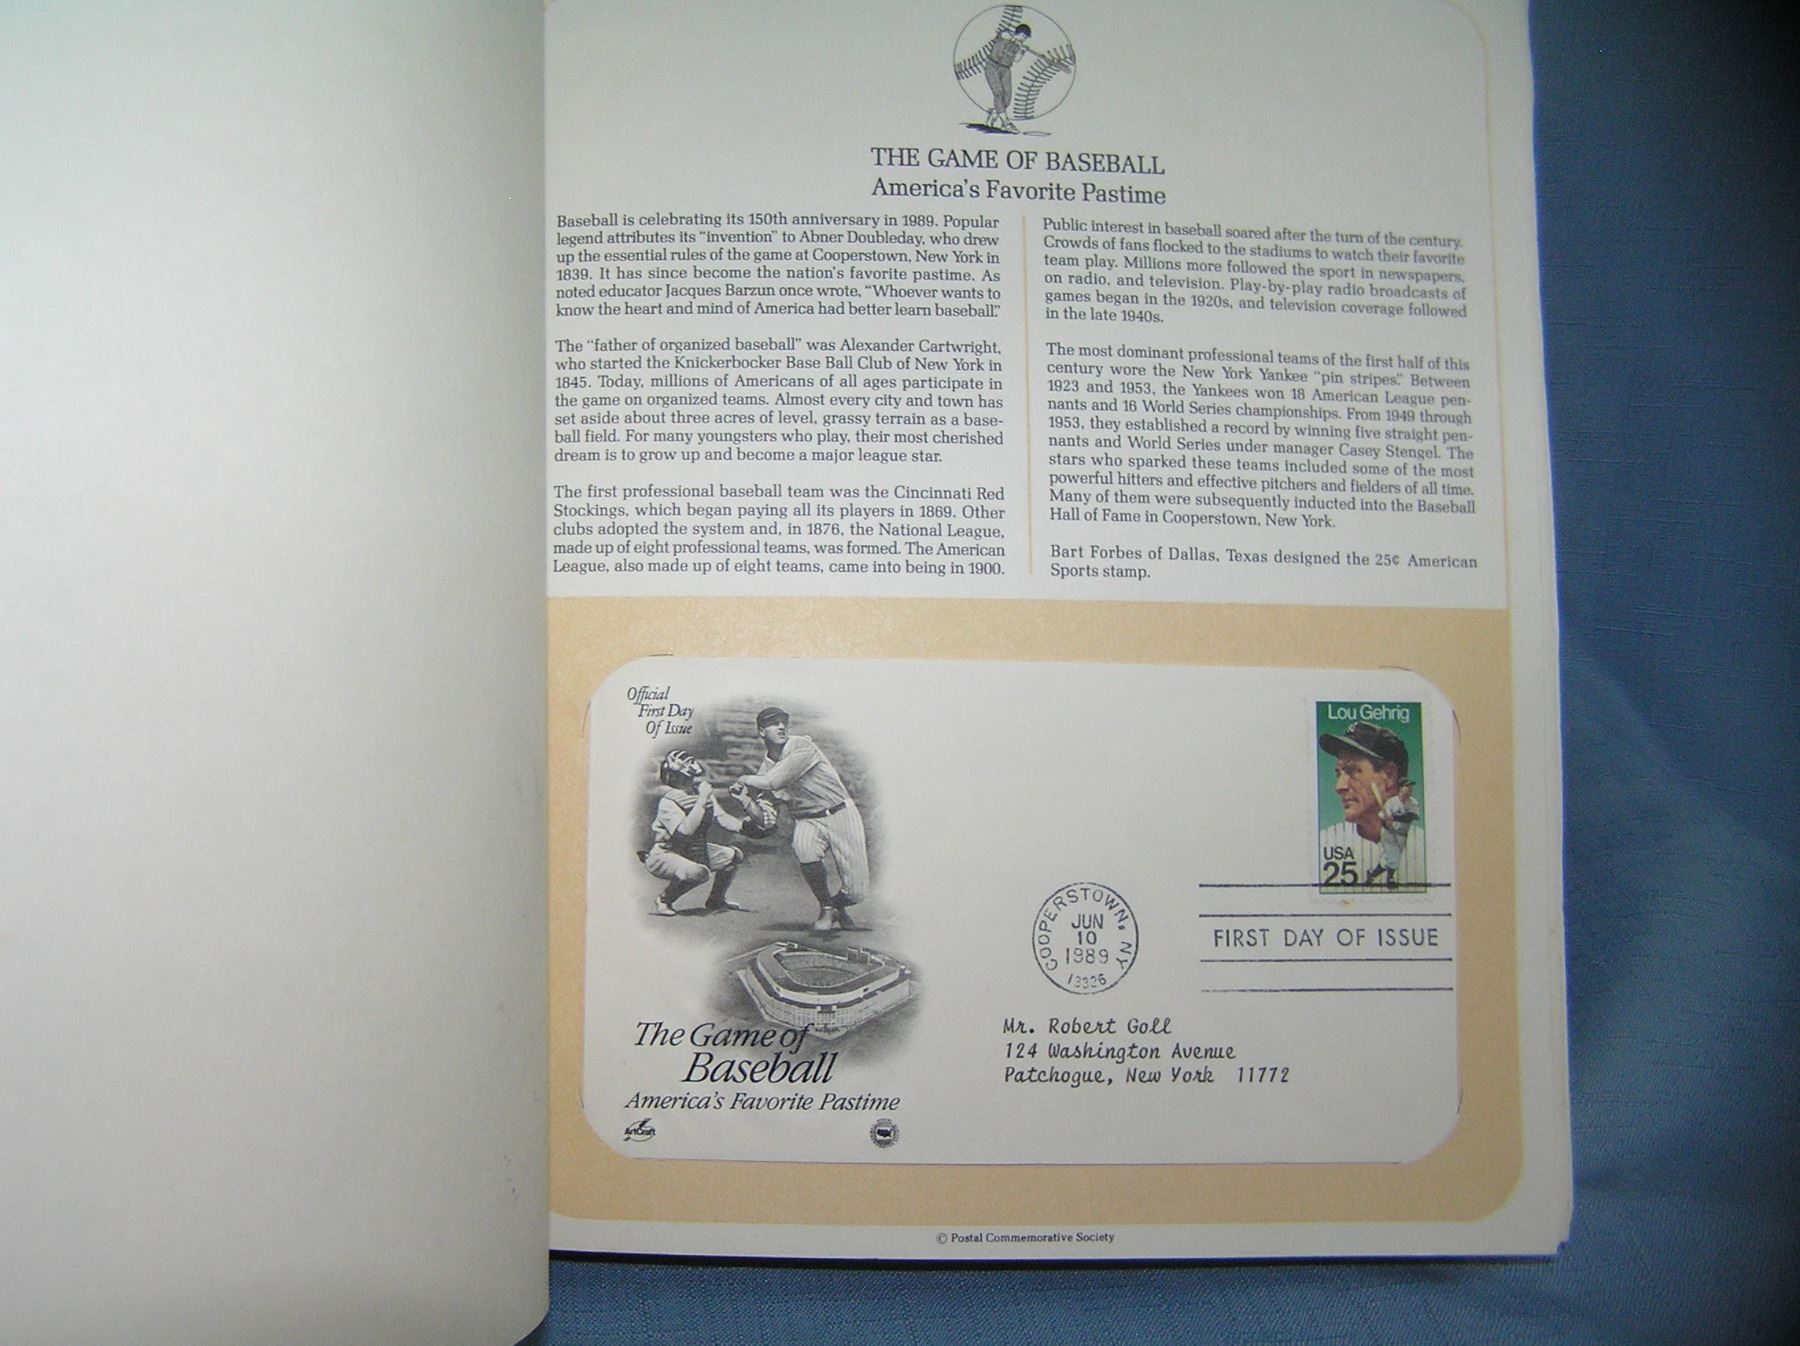 THE GAME OF BASEBALL
America's Favorite Pastime
Baseball is celebrating its 150th anniversary in 1989. Popular
legend attributes its "invention" to Abner Doubleday, who drew
up the essential rules of the game at Cooperstown, New York in
1839. It has since become the nation's favorite pastime. As
noted educator Jacques Barzun once wrote, "Whoever wants to
know the heart and mind of America had better learn baseball."
The "father of organized baseball" was Alexander Cartwright,
who started the Knickerbocker Base Ball Club of New York in
1845. Today, millions of Americans of all ages participate in
the game on organized teams. Almost every city and town has
set aside about three acres of level, grassy terrain as a base-
ball field. For many youngsters who play, their most cherished
dream is to grow up and become a major league star.
The first professional baseball team was the Cincinnati Red
Stockings, which began paying all its players in 1869. Other
clubs adopted the system and, in 1876, the National League,
made up of eight professional teams, was formed. The American
League, also made up of eight teams, came into being in 1900.
Public interest in baseball soared after the turn of the century.
Crowds of fans flocked to the stadiums to watch their favorite
team play. Millions more followed the sport in newspapers,
on radio, and television. Play-by-play radio broadcasts of
games began in the 1920s, and television coverage followed
in the late 1940s.
The most dominant professional teams of the first half of this
century wore the New York Yankee "pin stripes." Between
1923 and 1953, the Yankees won 18 American League pen-
nants and 16 World Series championships. From 1949 through
1953, they established a record by winning five straight pen-
nants and World Series under manager Casey Stengel. The
stars who sparked these teams included some of the most
powerful hitters and effective pitchers and fielders of all time.
Many of them were subsequently inducted into the Baseball
Hall of Fame in Cooperstown, New York.
Bart Forbes of Dallas, Texas designed the 25¢ American
Sports stamp.
Official
First Day
Of Issue
Lou Gehrig
USA
25
COOPERSTOWN, NY
JUN
10
1989
13326
FIRST DAY OF ISSUE
Mr. Robert Goll
124 Washington Avenue
Patchogue, New York 11772
The Game of
Baseball
America's Favorite Pastime
ArtCraft
© Postal Commemorative Society